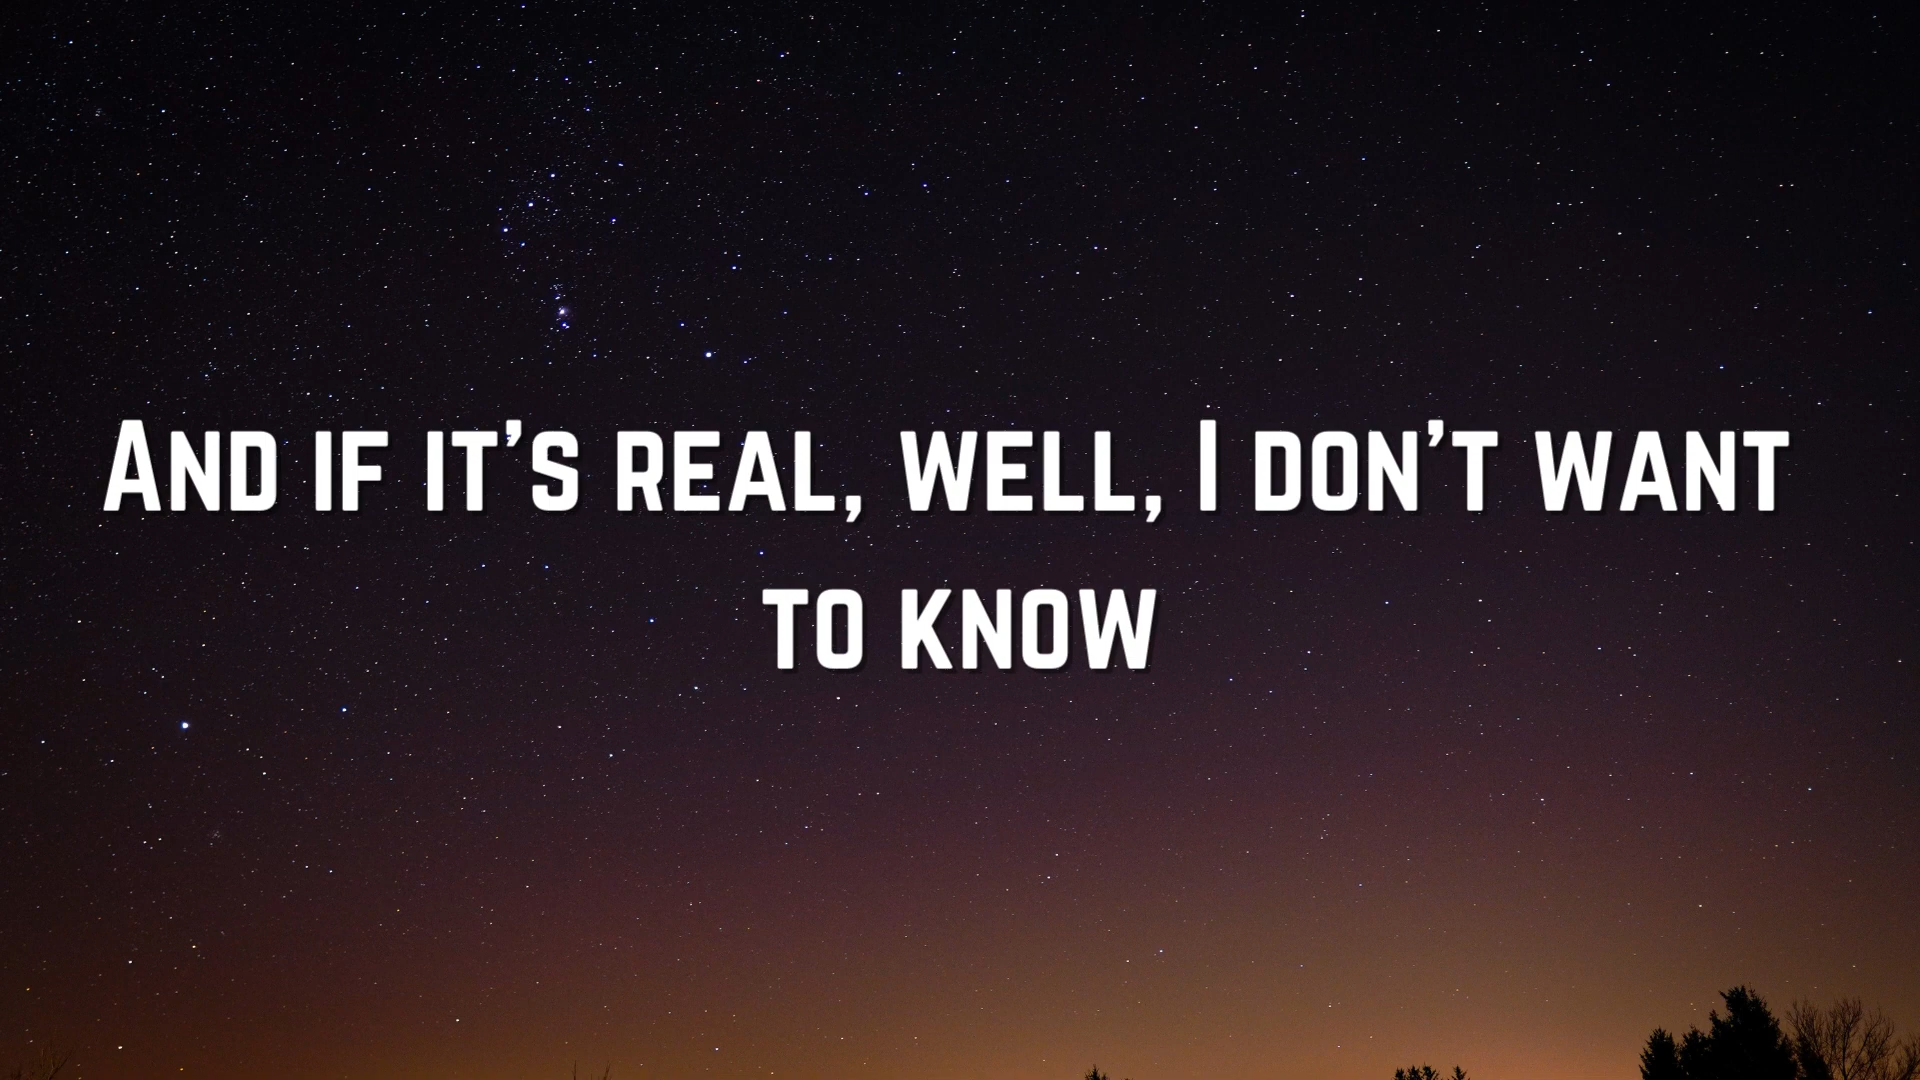 And if it’s real, well, I don’t want
to know